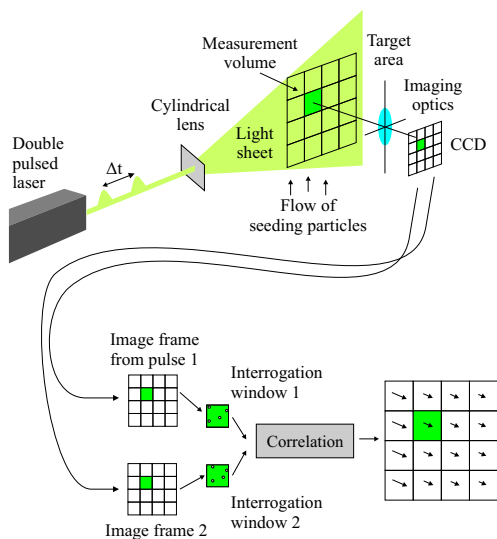 Measurement
volume
Target
area
Imaging
optics
Cylindrical
lens
CCD
Double
pulsed
laser
Δt
Light
sheet
Flow of
seeding particles
Image frame
from pulse 1
Interrogation
window 1
Correlation
Interrogation
window 2
Image frame 2